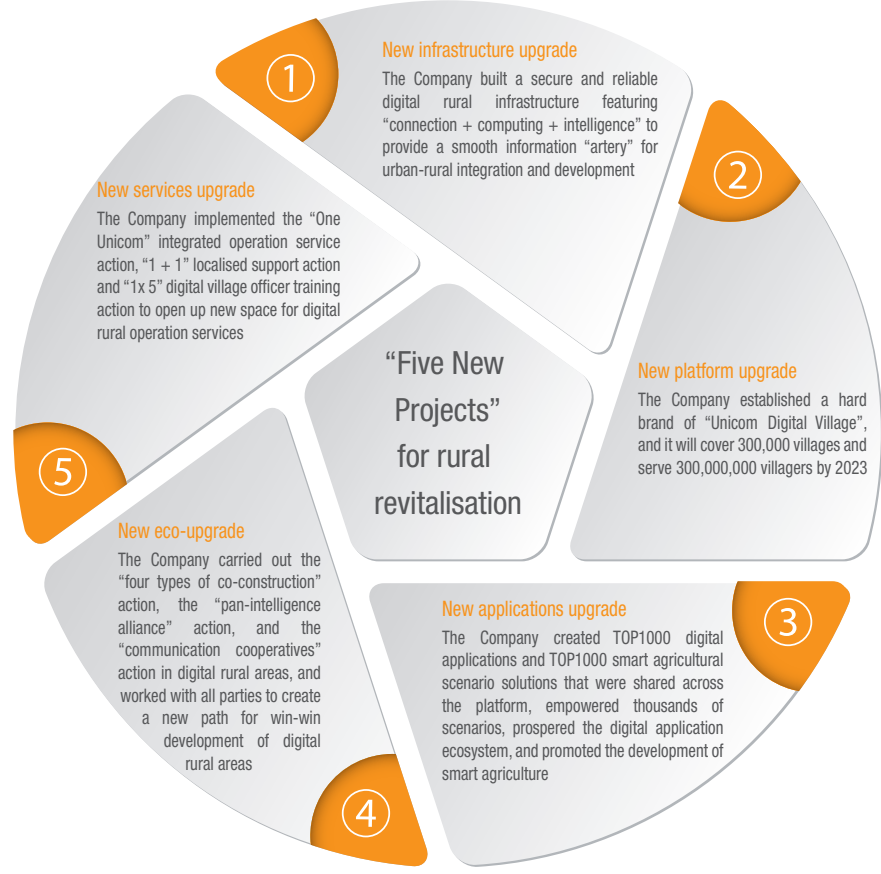 ①
New infrastructure upgrade
The Company built a secure and reliable
digital rural infrastructure featuring
“connection + computing + intelligence” to
provide a smooth information “artery” for
urban-rural integration and development
②
New platform upgrade
The Company established a hard
brand of “Unicom Digital Village”,
and it will cover 300,000 villages and
serve 300,000,000 villagers by 2023
③
New applications upgrade
The Company created TOP1000 digital
applications and TOP1000 smart agricultural
scenario solutions that were shared across
the platform, empowered thousands of
scenarios, prospered the digital application
ecosystem, and promoted the development of
smart agriculture
④
New eco-upgrade
The Company carried out the
“four types of co-construction”
action, the “pan-intelligence
alliance” action, and the
“communication cooperatives”
action in digital rural areas, and
worked with all parties to create
a new path for win-win
development of digital
rural areas
⑤
New services upgrade
The Company implemented the “One
Unicom” integrated operation service
action, “1 + 1” localised support action
and “1x 5” digital village officer training
action to open up new space for digital
rural operation services
“Five New
Projects”
for rural
revitalisation